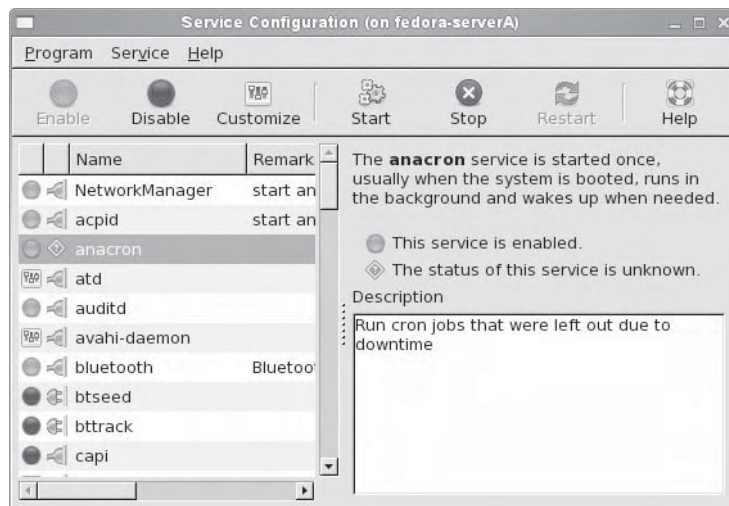 Service Configuration (on fedora-serverA)
Program Service Help
Enable Disable Customize Start Stop Restart Help
Name Remark
NetworkManager start an
acpid start an
anacron
atd
auditd
avahi-daemon
bluetooth Bluetoo
btseed
bttrack
capi
The anacron service is started once,
usually when the system is booted, runs in
the background and wakes up when needed.
This service is enabled.
The status of this service is unknown.
Description
Run cron jobs that were left out due to
downtime